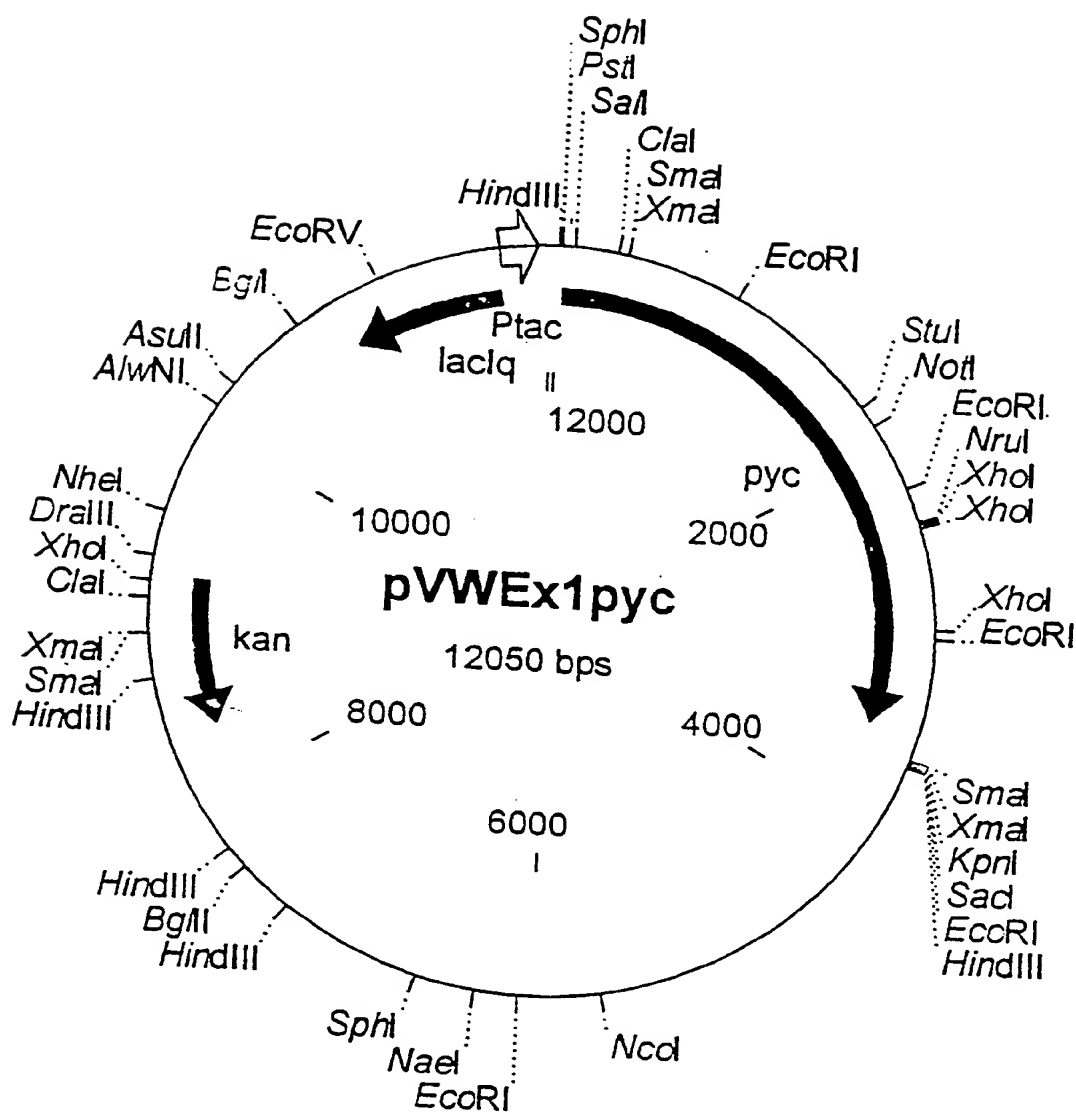 SphI
PstI
SalI
ClaI
SmaI
XmaI
HindIII
EcoRV
EcoRI
BglI
AsuII
AlwNI
Ptac
lacIq
12000
StuI
NotI
EcoRI
NruI
XhoI
XhoI
pyc
2000
NheI
DraIII
XhoI
ClaI
10000
pVWEx1pyc
12050 bps
kan
XhoI
EcoRI
XmaI
SmaI
HindIII
8000
4000
6000
SmaI
XmaI
KpnI
SacI
EcoRI
HindIII
HindIII
BglII
HindIII
SphI
NaeI
EcoRI
NcoI